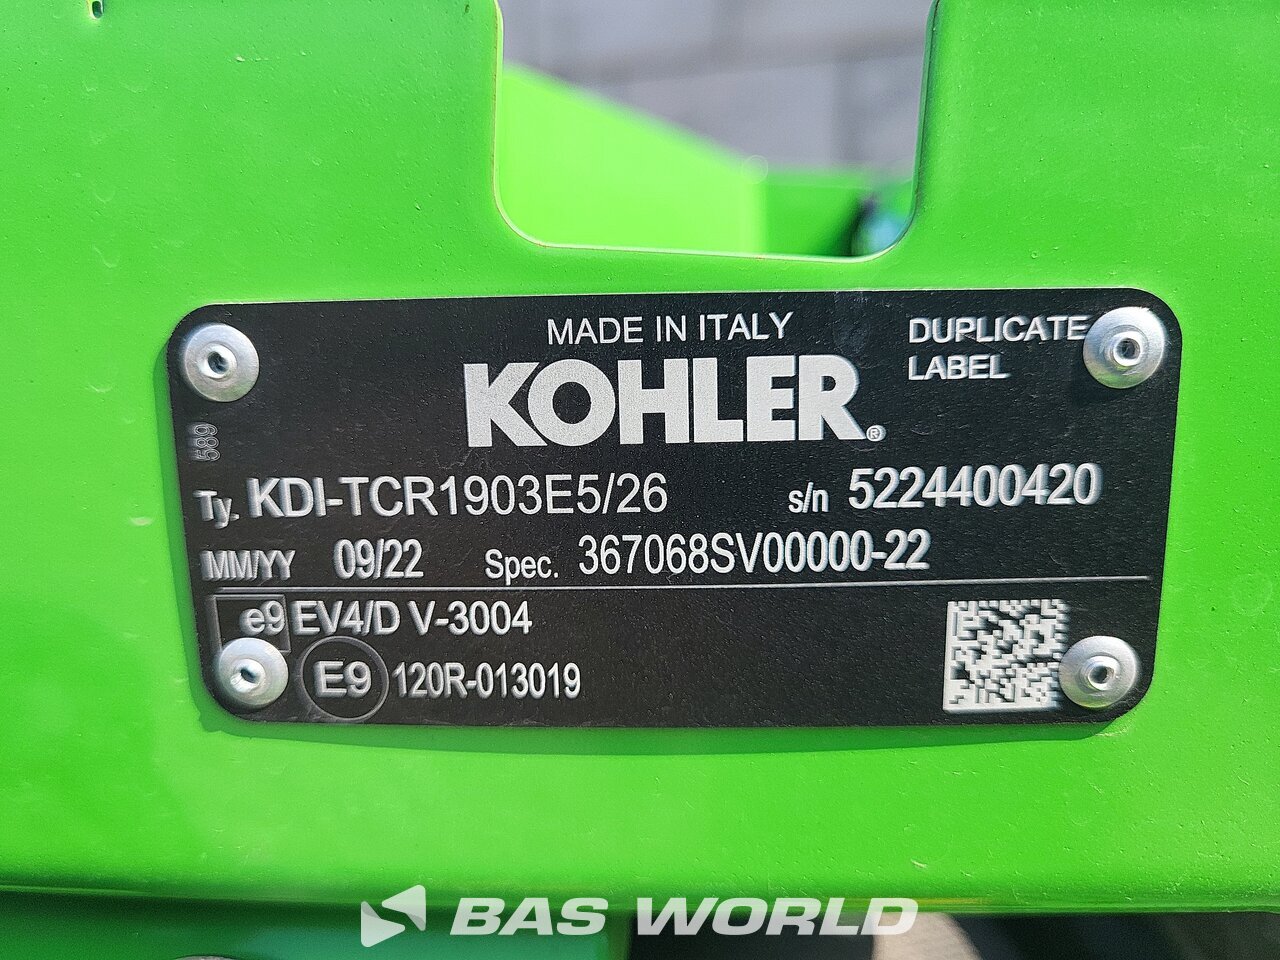 MADE IN ITALY
DUPLICATE
LABEL
KOHLER®
589
Ty. KDI-TCR1903E5/26 s/n 5224400420
MM/YY 09/22 Spec. 367068SV00000-22
e9 EV4/D V-3004
E9 120R-013019
BAS WORLD